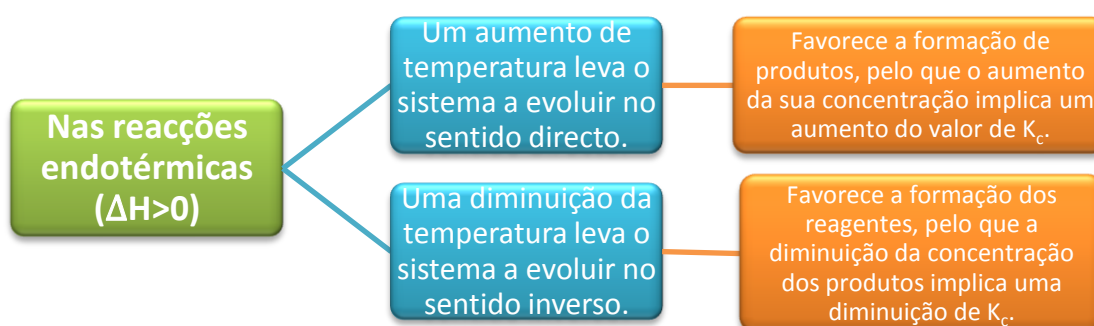 Nas reacções
endotérmicas
(ΔH>0)
Um aumento de
temperatura leva o
sistema a evoluir no
sentido directo.
Favorece a formação de
produtos, pelo que o aumento
da sua concentração implica um
aumento do valor de Kc.
Uma diminuição da
temperatura leva o
sistema a evoluir no
sentido inverso.
Favorece a formação dos
reagentes, pelo que a
diminuição da concentração
dos produtos implica uma
diminuição de Kc.